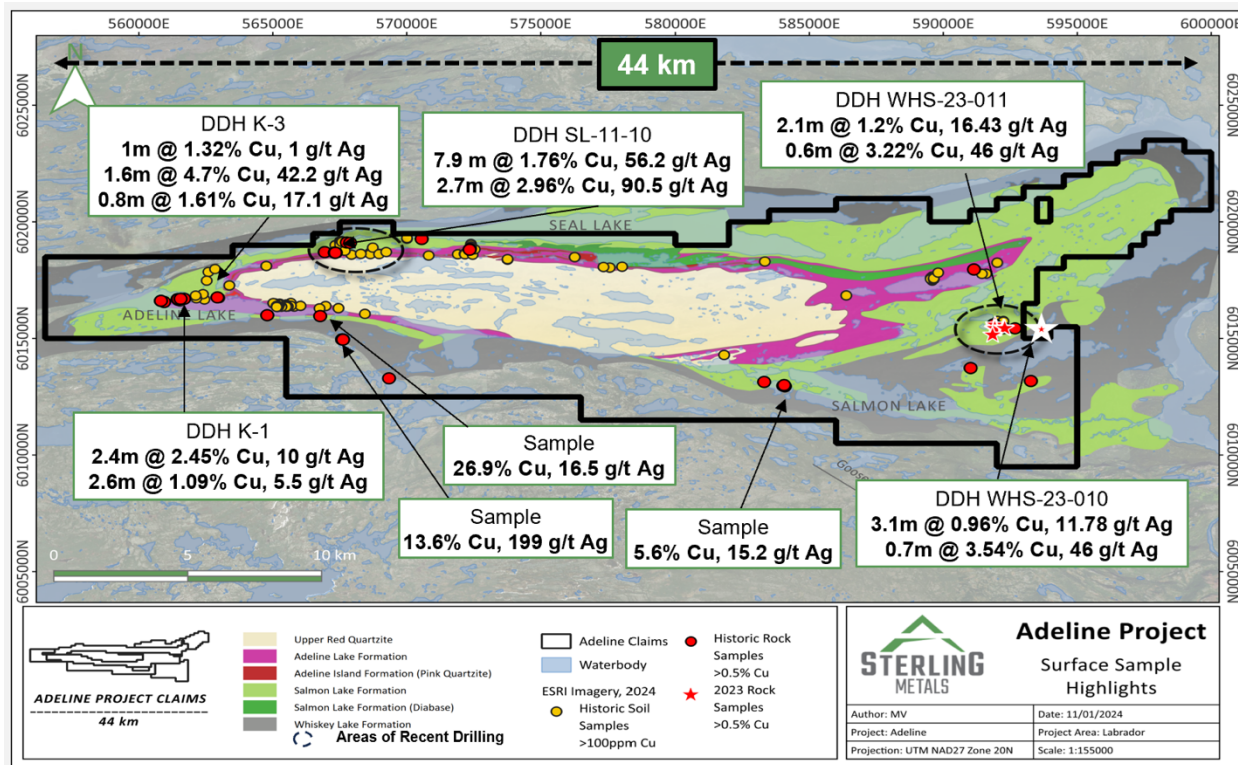 560000E 565000E 570000E 575000E 580000E 585000E 590000E 595000E 600000E
N
44 km
6025000N
6020000N
6015000N
6010000N
6005000N
6025000N
6020000N
6015000N
6010000N
6005000N
DDH K-3
1m @ 1.32% Cu, 1 g/t Ag
1.6m @ 4.7% Cu, 42.2 g/t Ag
0.8m @ 1.61% Cu, 17.1 g/t Ag
DDH SL-11-10
7.9 m @ 1.76% Cu, 56.2 g/t Ag
2.7m @ 2.96% Cu, 90.5 g/t Ag
DDH WHS-23-011
2.1m @ 1.2% Cu, 16.43 g/t Ag
0.6m @ 3.22% Cu, 46 g/t Ag
SEAL LAKE
ADELINE LAKE
SALMON LAKE
Goose
DDH K-1
2.4m @ 2.45% Cu, 10 g/t Ag
2.6m @ 1.09% Cu, 5.5 g/t Ag
Sample
26.9% Cu, 16.5 g/t Ag
Sample
13.6% Cu, 199 g/t Ag
Sample
5.6% Cu, 15.2 g/t Ag
DDH WHS-23-010
3.1m @ 0.96% Cu, 11.78 g/t Ag
0.7m @ 3.54% Cu, 46 g/t Ag
0 5 10 km
ADELINE PROJECT CLAIMS
44 km
Upper Red Quartzite
Adeline Lake Formation
Adeline Island Formation (Pink Quartzite)
Salmon Lake Formation
Salmon Lake Formation (Diabase)
Whiskey Lake Formation
Areas of Recent Drilling
Adeline Claims
Waterbody
ESRI Imagery, 2024
Historic Soil
Samples
>100ppm Cu
Historic Rock
Samples
>0.5% Cu
2023 Rock
Samples
>0.5% Cu
STERLING
METALS
Adeline Project
Surface Sample
Highlights
Author: MV
Date: 11/01/2024
Project: Adeline
Project Area: Labrador
Projection: UTM NAD27 Zone 20N
Scale: 1:155000